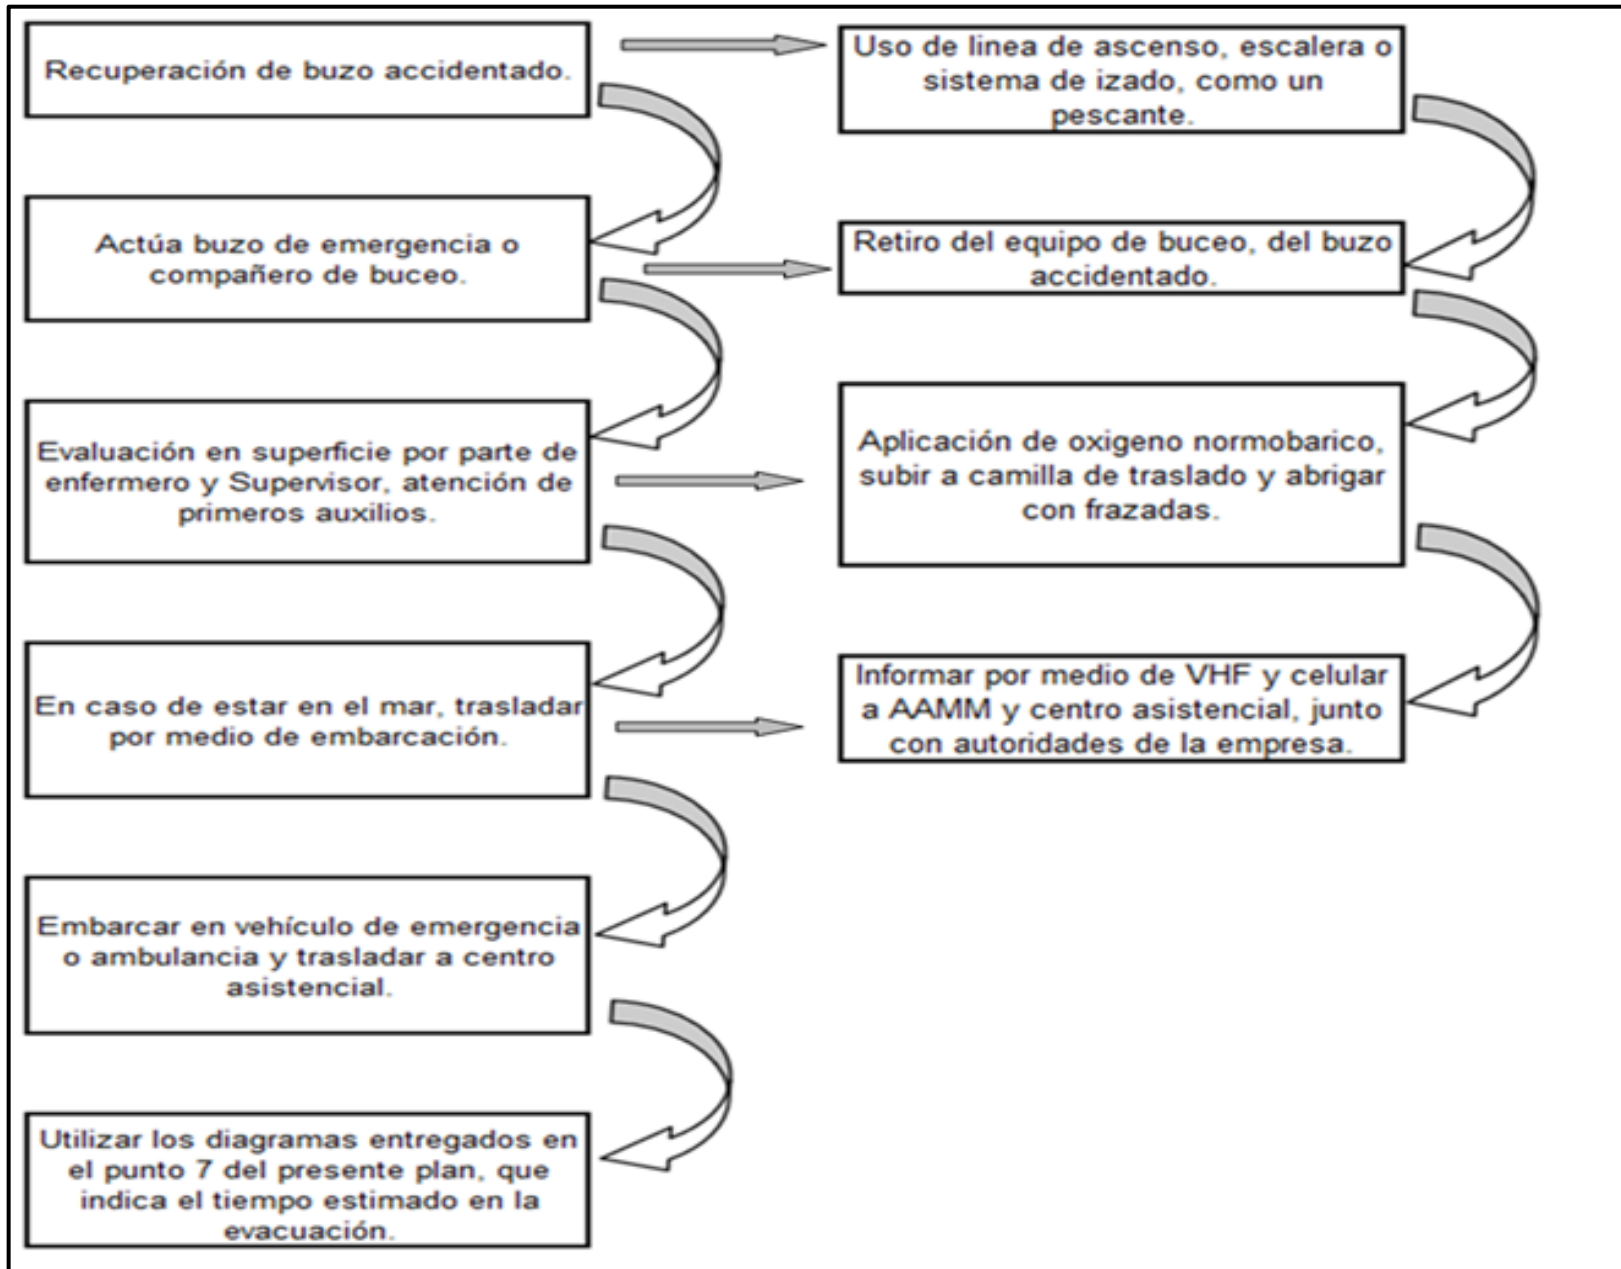 Recuperación de buzo accidentado.
Uso de linea de ascenso, escalera o
sistema de izado, como un
pescante.
Actúa buzo de emergencia o
compañero de buceo.
Retiro del equipo de buceo, del buzo
accidentado.
Evaluación en superficie por parte de
enfermero y Supervisor, atención de
primeros auxilios.
Aplicación de oxigeno normobarico,
subir a camilla de traslado y abrigar
con frazadas.
En caso de estar en el mar, trasladar
por medio de embarcación.
Informar por medio de VHF y celular
a AAMM y centro asistencial, junto
con autoridades de la empresa.
Embarcar en vehículo de emergencia
o ambulancia y trasladar a centro
asistencial.
Utilizar los diagramas entregados en
el punto 7 del presente plan, que
indica el tiempo estimado en la
evacuación.